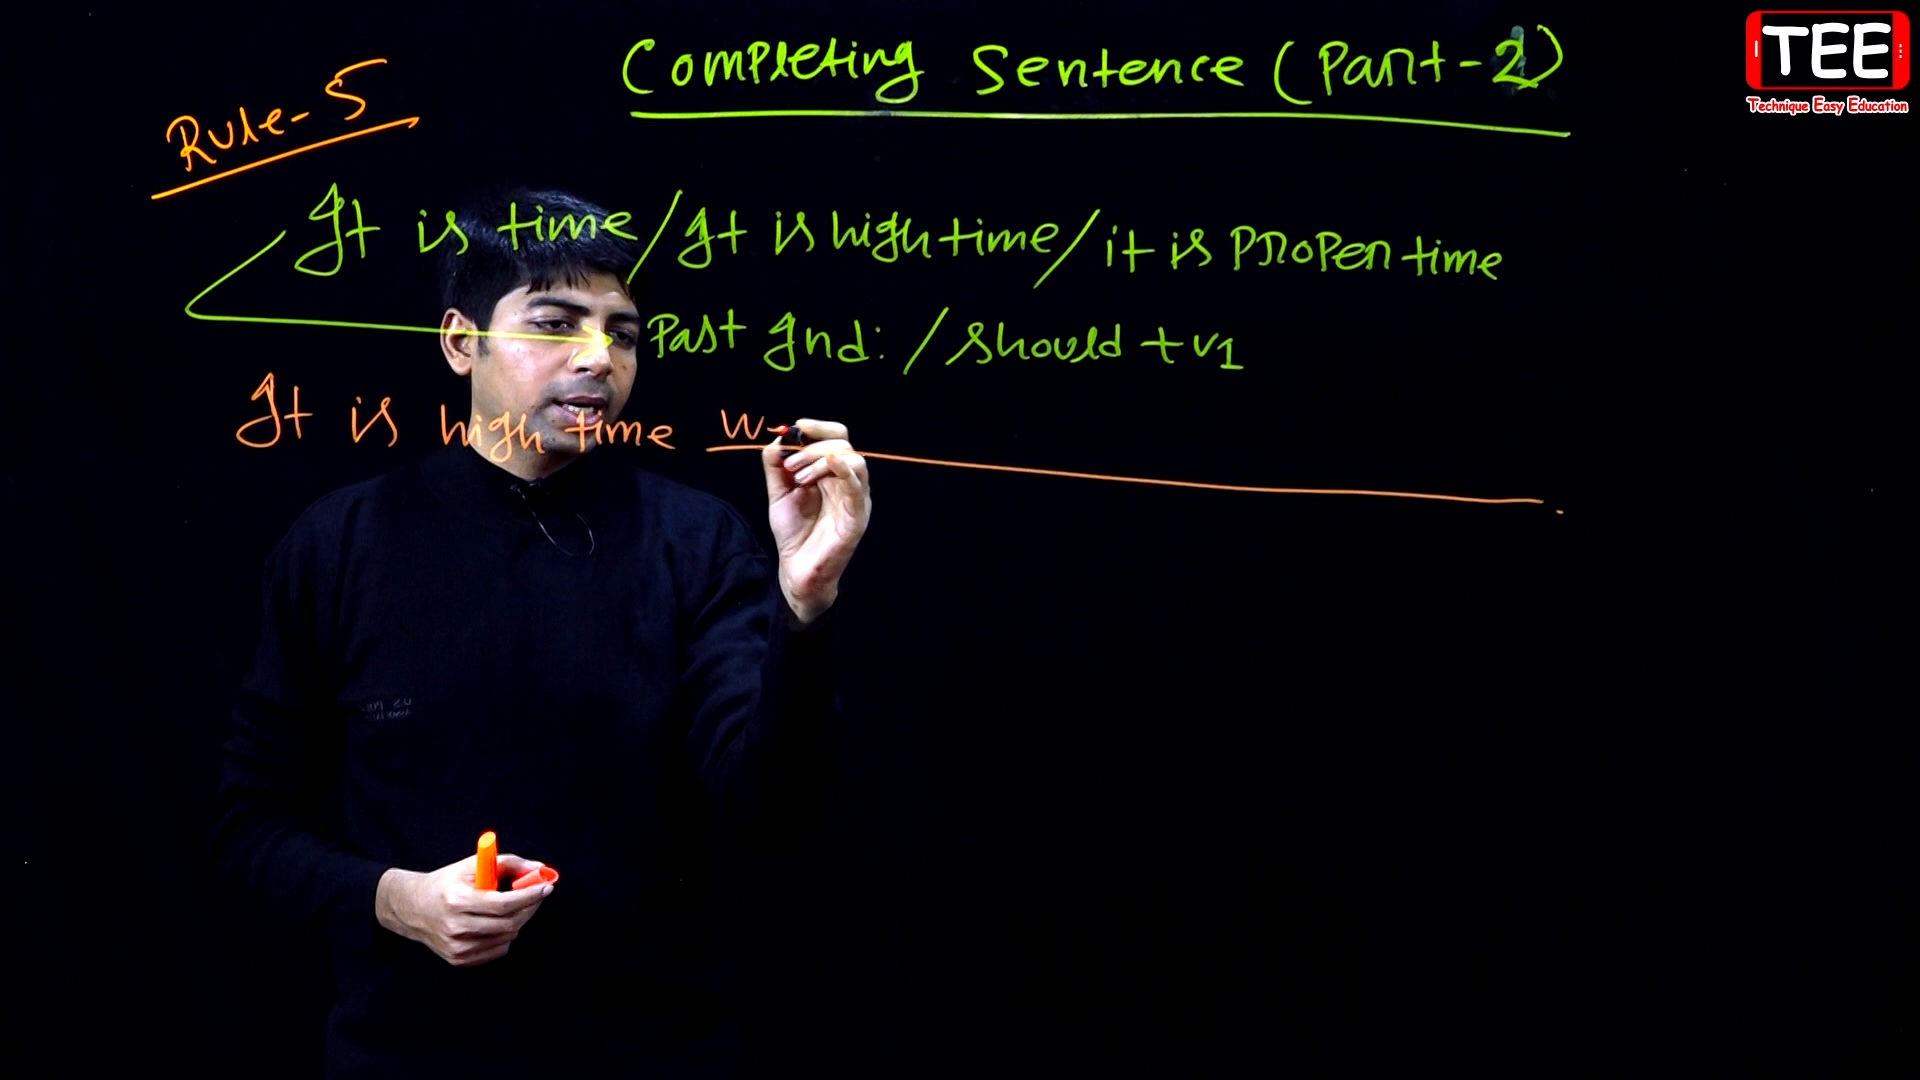 Completing Sentence (Part-2)
TEE
Technique Easy Education
Rule-5
It is time/It is high time/it is proper time
Past Ind:/should + v1
It is high time w